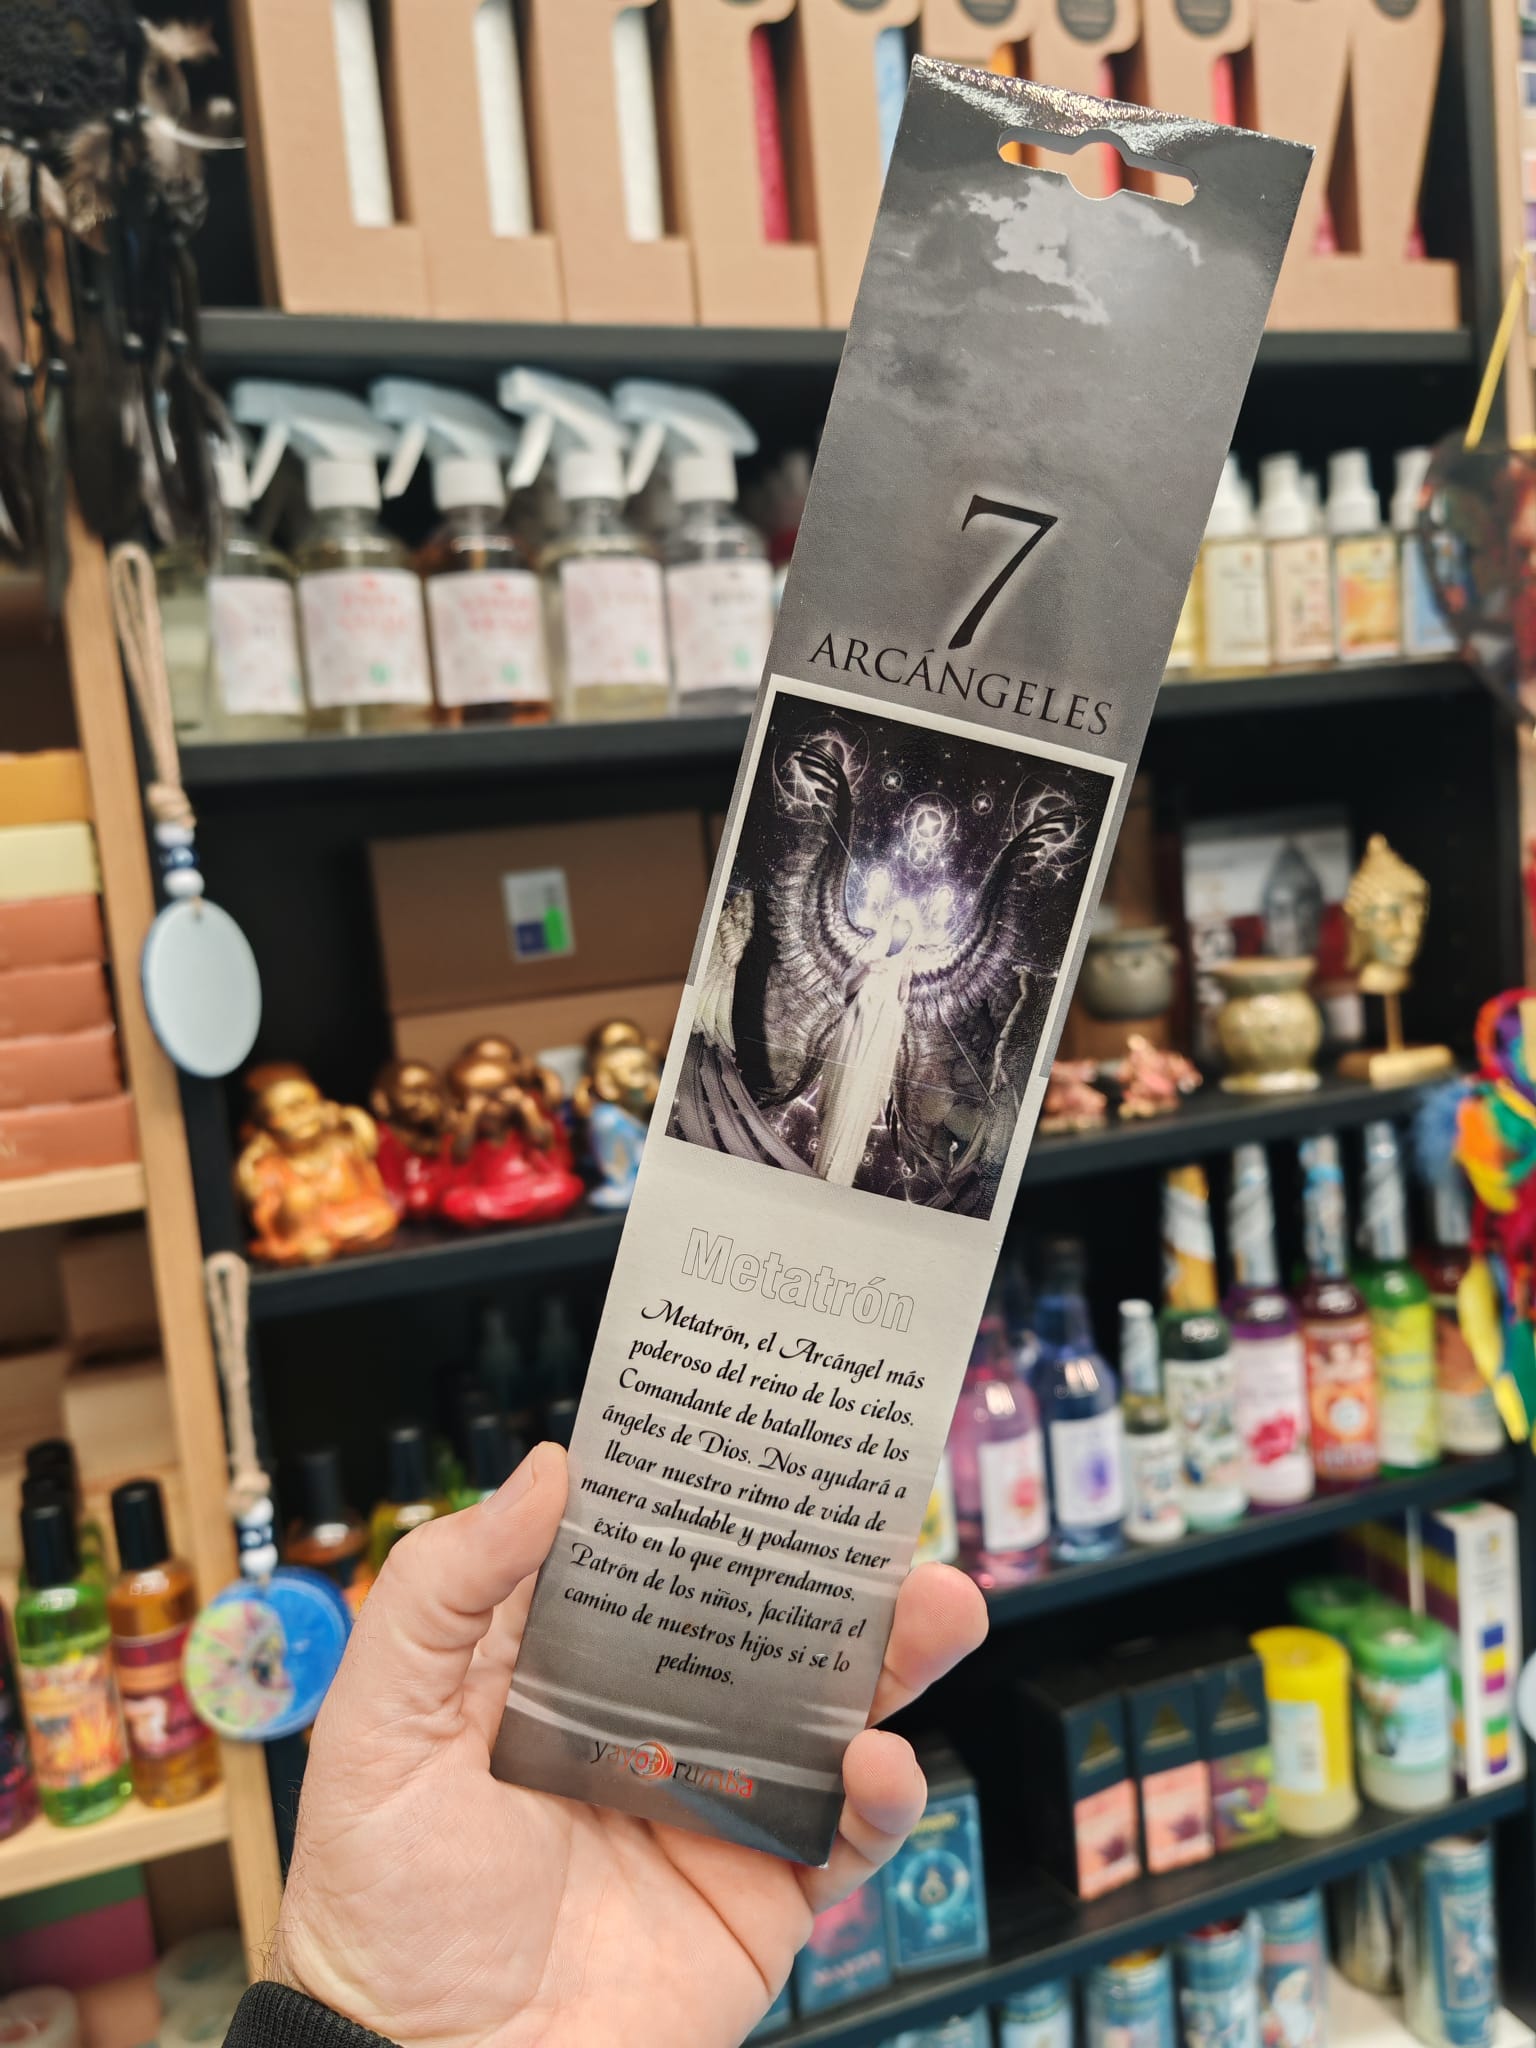 7
ARCÁNGELES
Metatrón
Metatrón, el Arcángel más
poderoso del reino de los cielos.
Comandante de batallones de los
ángeles de Dios. Nos ayudará a
llevar nuestro ritmo de vida de
manera saludable y podamos tener
éxito en lo que emprendamos.
Patrón de los niños, facilitará el
camino de nuestros hijos si se lo
pedimos.